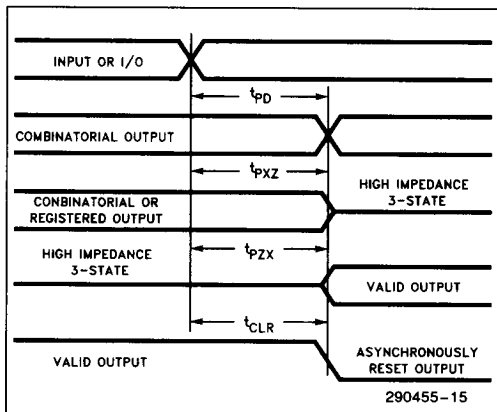 INPUT OR I/O
tPD
COMBINATORIAL OUTPUT
tPXZ
CONBINATORIAL OR
REGISTERED OUTPUT
HIGH IMPEDANCE
3-STATE
HIGH IMPEDANCE
3-STATE
tPZX
VALID OUTPUT
tCLR
VALID OUTPUT
ASYNCHRONOUSLY
RESET OUTPUT
290455-15